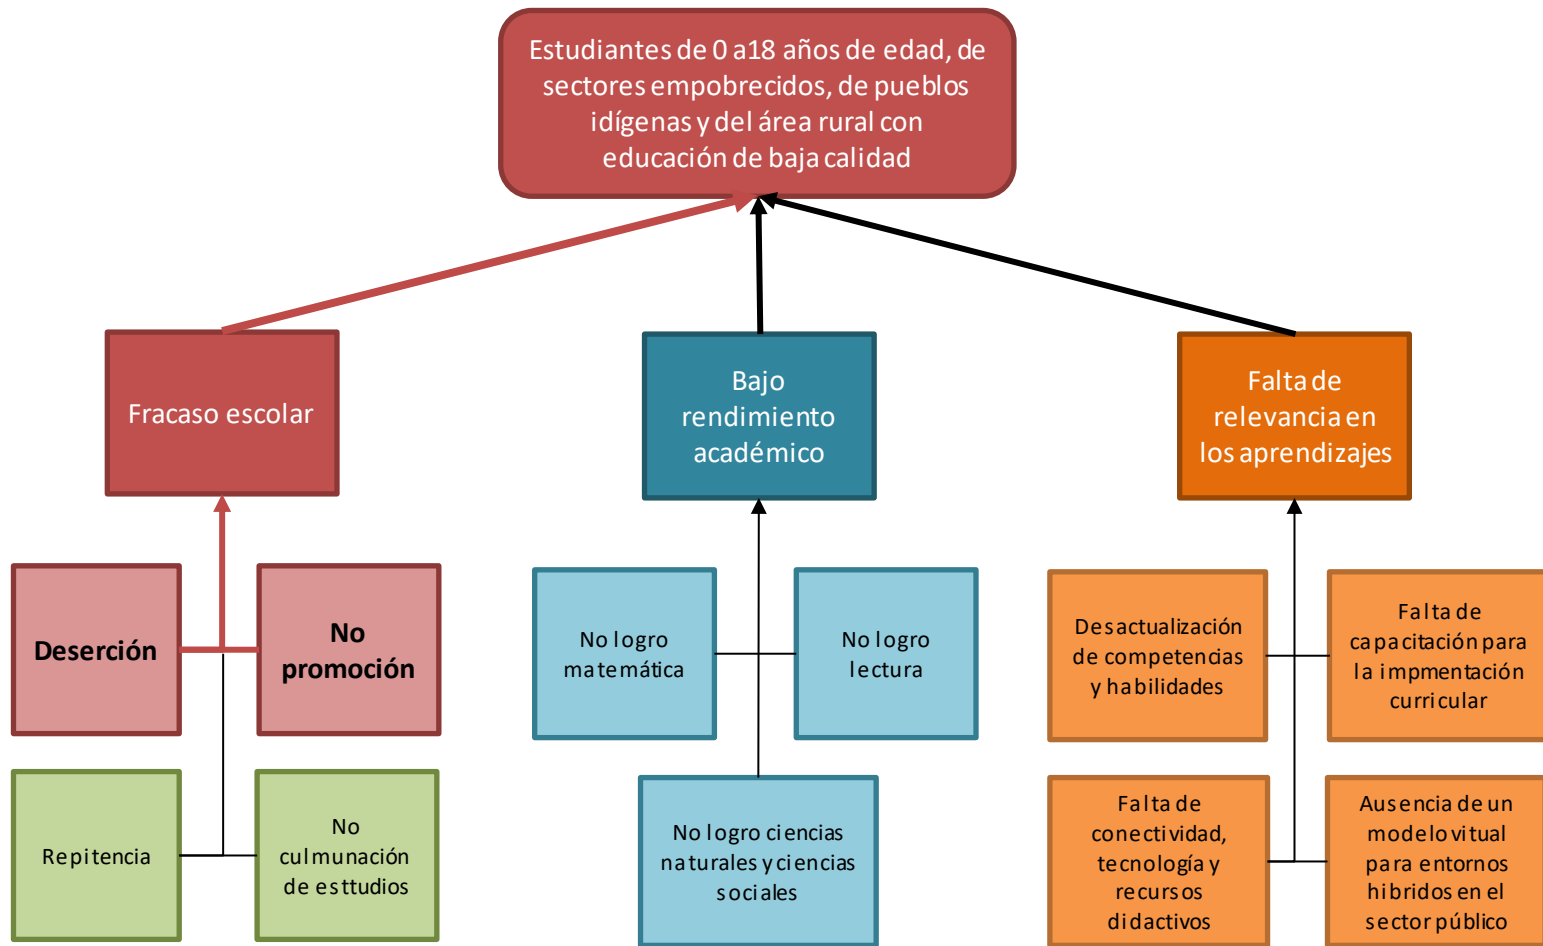 Estudiantes de 0 a18 años de edad, de
sectores empobrecidos, de pueblos
idígenas y del área rural con
educación de baja calidad
Fracaso escolar
Bajo
rendimiento
académico
Falta de
relevancia en
los aprendizajes
Deserción
No
promoción
No logro
matemática
No logro
lectura
Desactualización
de competencias
y habilidades
Falta de
capacitación para
la impmentación
curricular
Repitencia
No
culmunación
de esttudios
No logro ciencias
naturales y ciencias
sociales
Falta de
conectividad,
tecnología y
recursos
didactivos
Ausencia de un
modelo vitual
para entornos
hibridos en el
sector público